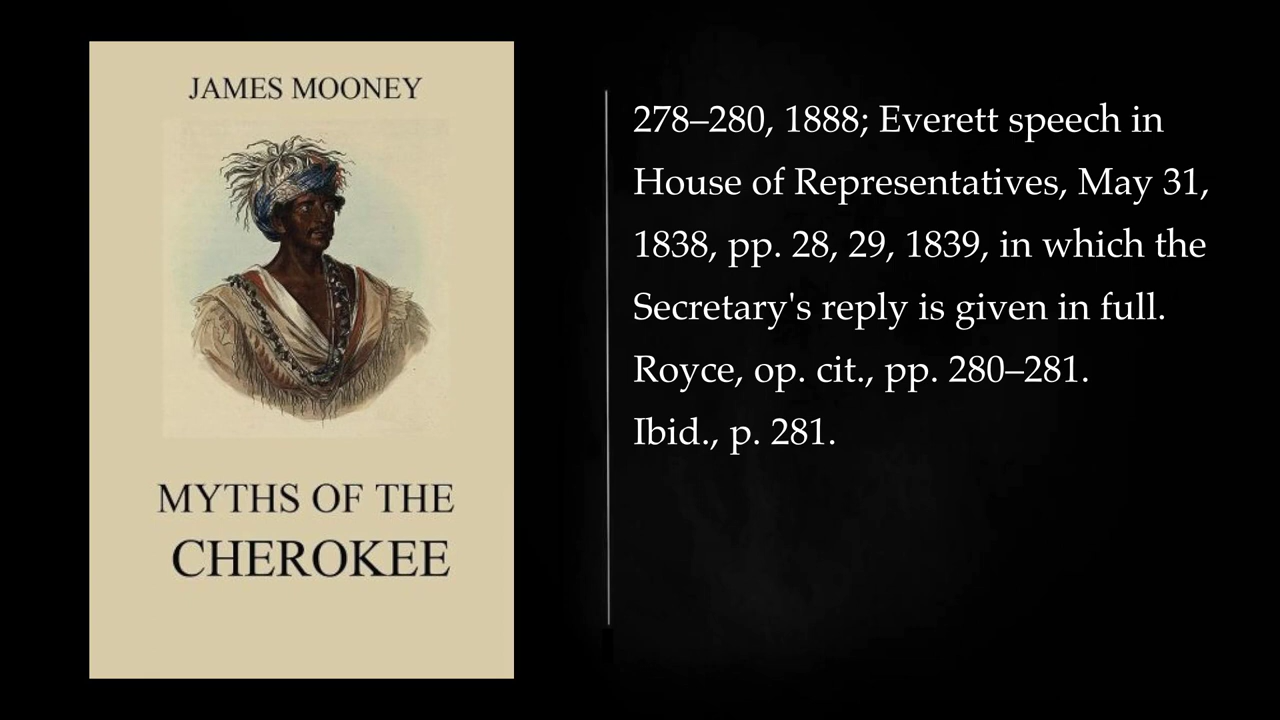 JAMES MOONEY
MYTHS OF THE
CHEROKEE
278–280, 1888; Everett speech in
House of Representatives, May 31,
1838, pp. 28, 29, 1839, in which the
Secretary's reply is given in full.
Royce, op. cit., pp. 280–281.
Ibid., p. 281.